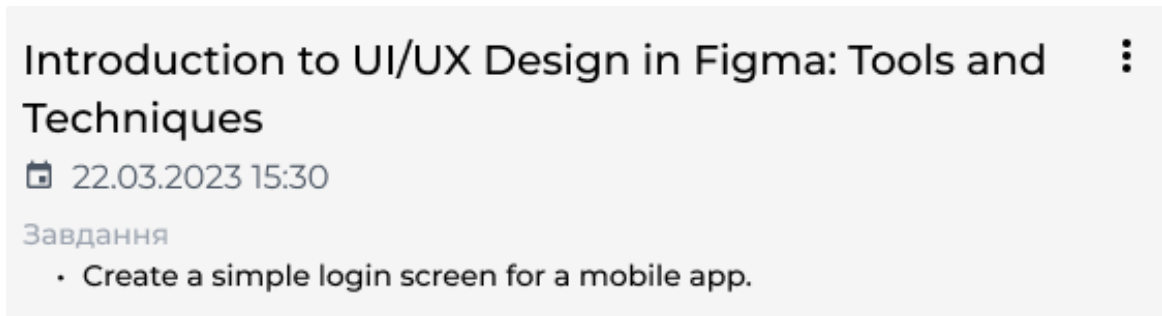 Introduction to UI/UX Design in Figma: Tools and
Techniques
22.03.2023 15:30
Завдання
• Create a simple login screen for a mobile app.